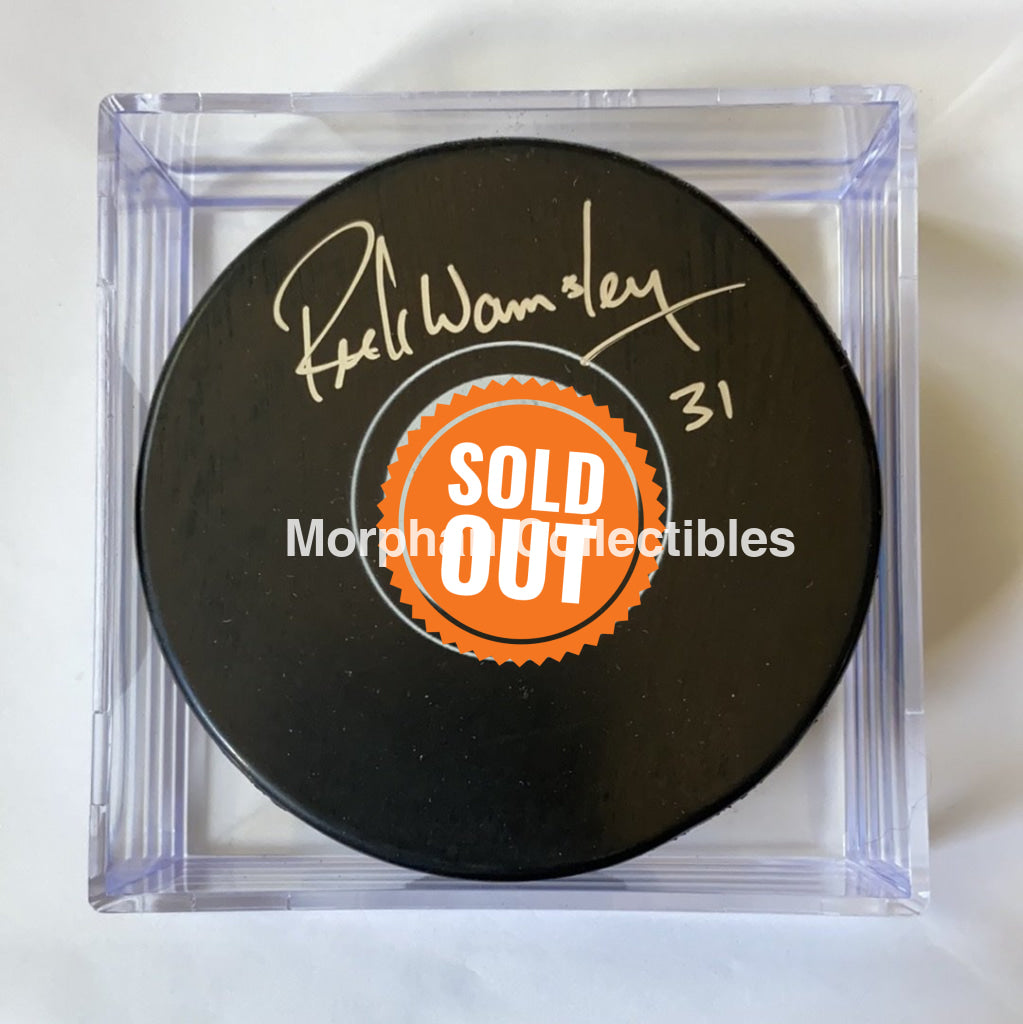 Rick Wamsley
31
SOLD
OUT
Morphan Collectibles